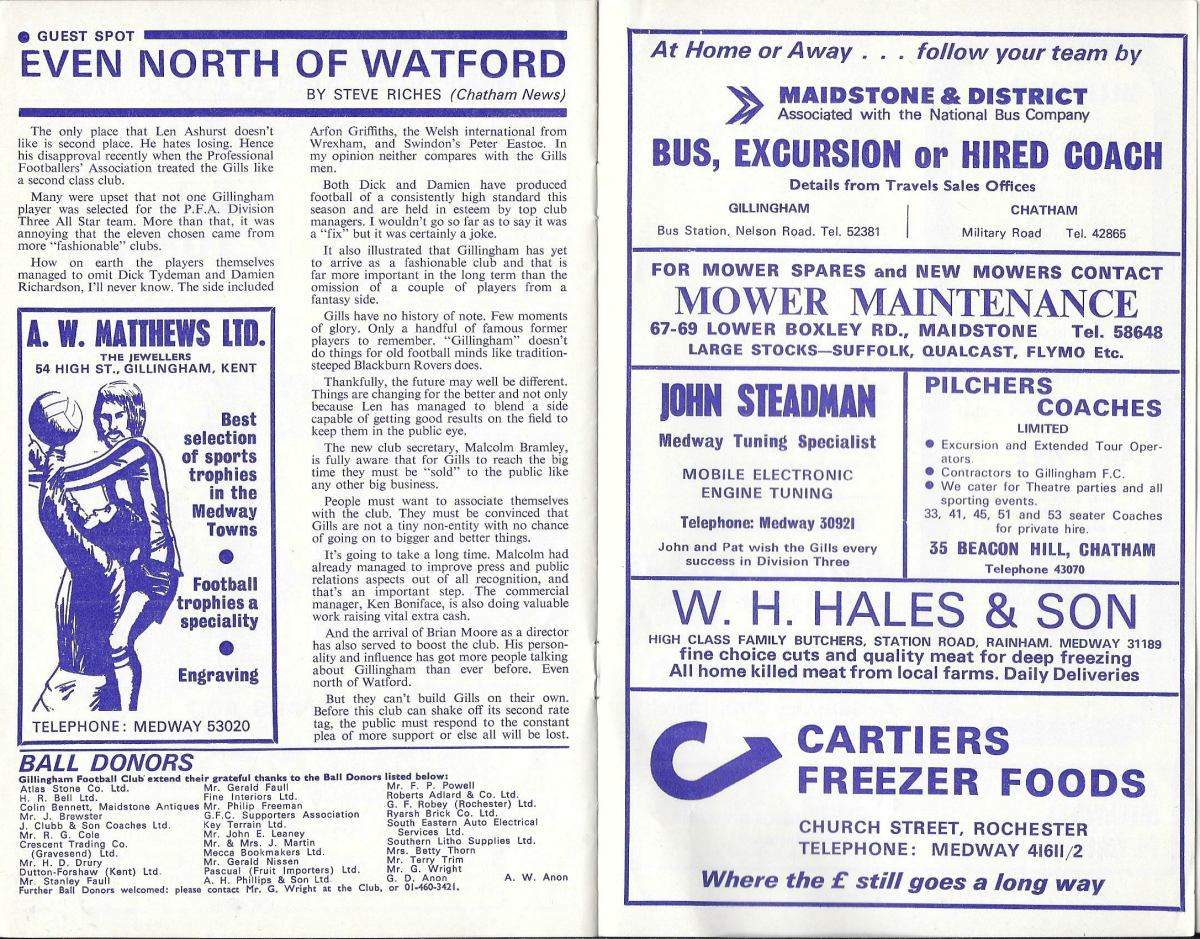 GUEST SPOT
EVEN NORTH OF WATFORD
BY STEVE RICHES (Chatham News)
The only place that Len Ashurst doesn't
like is second place. He hates losing. Hence
his disapproval recently when the Professional
Footballers' Association treated the Gills like
a second class club.
Many were upset that not one Gillingham
player was selected for the P.F.A. Division
Three All Star team. More than that, it was
annoying that the eleven chosen came from
more "fashionable" clubs.
How on earth the players themselves
managed to omit Dick Tydeman and Damien
Richardson, I'll never know. The side included
A. W. MATTHEWS LTD.
THE JEWELLERS
54 HIGH ST., GILLINGHAM, KENT
Best
selection
of sports
trophies
in the
Medway
Towns
●
Football
trophies a
speciality
●
Engraving
TELEPHONE: MEDWAY 53020
Arfon Griffiths, the Welsh international from
Wrexham, and Swindon's Peter Eastoe. In
my opinion neither compares with the Gills
men.
Both Dick and Damien have produced
football of a consistently high standard this
season and are held in esteem by top club
managers. I wouldn't go so far as to say it was
a "fix" but it was certainly a joke.
It also illustrated that Gillingham has yet
to arrive as a fashionable club and that is
far more important in the long term than the
omission of a couple of players from a
fantasy side.
Gills have no history of note. Few moments
of glory. Only a handful of famous former
players to remember. "Gillingham" doesn't
do things for old football minds like tradition-
steeped Blackburn Rovers does.
Thankfully, the future may well be different.
Things are changing for the better and not only
because Len has managed to blend a side
capable of getting good results on the field to
keep them in the public eye.
The new club secretary, Malcolm Bramley,
is fully aware that for Gills to reach the big
time they must be "sold" to the public like
any other big business.
People must want to associate themselves
with the club. They must be convinced that
Gills are not a tiny non-entity with no chance
of going on to bigger and better things.
It's going to take a long time. Malcolm had
already managed to improve press and public
relations aspects out of all recognition, and
that's an important step. The commercial
manager, Ken Boniface, is also doing valuable
work raising vital extra cash.
And the arrival of Brian Moore as a director
has also served to boost the club. His person-
ality and influence has got more people talking
about Gillingham than ever before. Even
north of Watford.
But they can't build Gills on their own.
Before this club can shake off its second rate
tag, the public must respond to the constant
plea of more support or else all will be lost.
BALL DONORS
Gillingham Football Club extend their grateful thanks to the Ball Donors listed below:
Atlas Stone Co. Ltd.
H. R. Bell Ltd.
Colin Bennett, Maidstone Antiques
Mr. J. Brewster
J. Clubb & Son Coaches Ltd.
Mr. R. G. Cole
Crescent Trading Co.
(Gravesend) Ltd.
Mr. H. D. Drury
Dutton-Forshaw (Kent) Ltd.
Mr. Stanley Faull
Mr. Gerald Faull
Fine Interiors Ltd.
Mr. Philip Freeman
G.F.C. Supporters Association
Key Terrain Ltd.
Mr. John E. Leaney
Mr. & Mrs. J. Martin
Mecca Bookmakers Ltd.
Mr. Gerald Nissen
Pascual (Fruit Importers) Ltd.
A. H. Phillips & Son Ltd.
Mr. F. P. Powell
Roberts Adlard & Co. Ltd.
G. F. Robey (Rochester) Ltd.
Ryarsh Brick Co. Ltd.
South Eastern Auto Electrical
Services Ltd.
Southern Litho Supplies Ltd.
Mrs. Betty Thorn
Mr. Terry Trim
Mr. G. Wright
G. D. Anon A. W. Anon
Further Ball Donors welcomed: please contact Mr. G. Wright at the Club, or 01-460-3421.
At Home or Away . . . follow your team by
MAIDSTONE & DISTRICT
Associated with the National Bus Company
BUS, EXCURSION or HIRED COACH
Details from Travels Sales Offices
GILLINGHAM
Bus Station, Nelson Road. Tel. 52381
CHATHAM
Military Road Tel. 42865
FOR MOWER SPARES and NEW MOWERS CONTACT
MOWER MAINTENANCE
67-69 LOWER BOXLEY RD., MAIDSTONE Tel. 58648
LARGE STOCKS—SUFFOLK, QUALCAST, FLYMO Etc.
JOHN STEADMAN
Medway Tuning Specialist
MOBILE ELECTRONIC
ENGINE TUNING
Telephone: Medway 30921
John and Pat wish the Gills every
success in Division Three
PILCHERS
COACHES
LIMITED
● Excursion and Extended Tour Oper-
ators.
● Contractors to Gillingham F.C.
● We cater for Theatre parties and all
sporting events.
33, 41, 45, 51 and 53 seater Coaches
for private hire.
35 BEACON HILL, CHATHAM
Telephone 43070
W. H. HALES & SON
HIGH CLASS FAMILY BUTCHERS, STATION ROAD, RAINHAM. MEDWAY 31189
fine choice cuts and quality meat for deep freezing
All home killed meat from local farms. Daily Deliveries
CARTIERS
FREEZER FOODS
CHURCH STREET, ROCHESTER
TELEPHONE: MEDWAY 41611/2
Where the £ still goes a long way